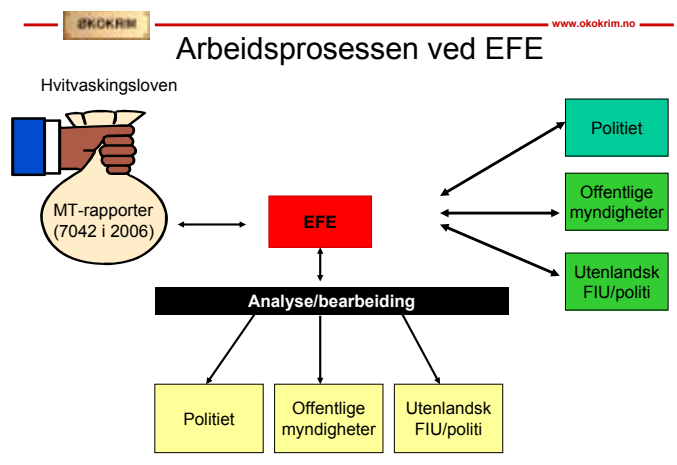 ØKOKRIM
www.okokrim.no
Arbeidsprosessen ved EFE
Hvitvaskingsloven
MT-rapporter
(7042 i 2006)
EFE
Politiet
Offentlige
myndigheter
Utenlandsk
FIU/politi
Analyse/bearbeiding
Politiet
Offentlige
myndigheter
Utenlandsk
FIU/politi